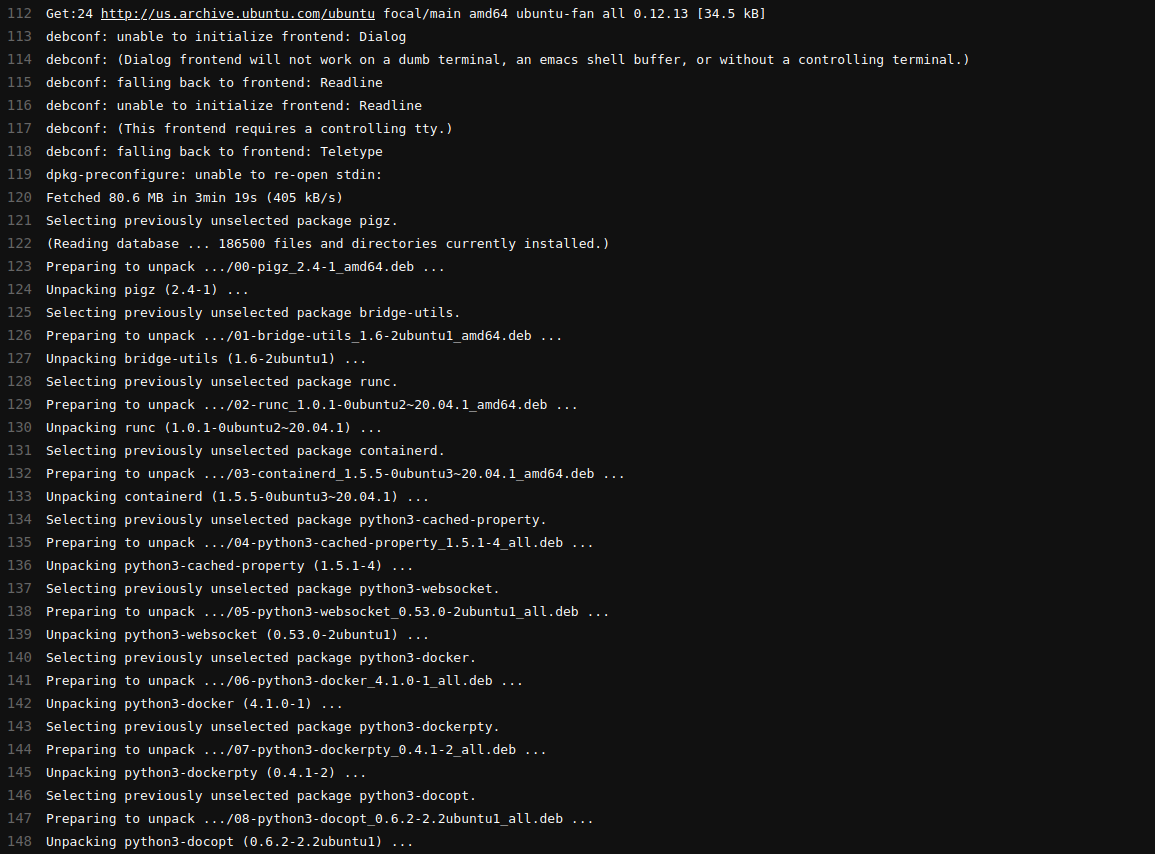 112 Get:24 http://us.archive.ubuntu.com/ubuntu focal/main amd64 ubuntu-fan all 0.12.13 [34.5 kB]
113 debconf: unable to initialize frontend: Dialog
114 debconf: (Dialog frontend will not work on a dumb terminal, an emacs shell buffer, or without a controlling terminal.)
115 debconf: falling back to frontend: Readline
116 debconf: unable to initialize frontend: Readline
117 debconf: (This frontend requires a controlling tty.)
118 debconf: falling back to frontend: Teletype
119 dpkg-preconfigure: unable to re-open stdin:
120 Fetched 80.6 MB in 3min 19s (405 kB/s)
121 Selecting previously unselected package pigz.
122 (Reading database ... 186500 files and directories currently installed.)
123 Preparing to unpack .../00-pigz_2.4-1_amd64.deb ...
124 Unpacking pigz (2.4-1) ...
125 Selecting previously unselected package bridge-utils.
126 Preparing to unpack .../01-bridge-utils_1.6-2ubuntu1_amd64.deb ...
127 Unpacking bridge-utils (1.6-2ubuntu1) ...
128 Selecting previously unselected package runc.
129 Preparing to unpack .../02-runc_1.0.1-0ubuntu2~20.04.1_amd64.deb ...
130 Unpacking runc (1.0.1-0ubuntu2~20.04.1) ...
131 Selecting previously unselected package containerd.
132 Preparing to unpack .../03-containerd_1.5.5-0ubuntu3~20.04.1_amd64.deb ...
133 Unpacking containerd (1.5.5-0ubuntu3~20.04.1) ...
134 Selecting previously unselected package python3-cached-property.
135 Preparing to unpack .../04-python3-cached-property_1.5.1-4_all.deb ...
136 Unpacking python3-cached-property (1.5.1-4) ...
137 Selecting previously unselected package python3-websocket.
138 Preparing to unpack .../05-python3-websocket_0.53.0-2ubuntu1_all.deb ...
139 Unpacking python3-websocket (0.53.0-2ubuntu1) ...
140 Selecting previously unselected package python3-docker.
141 Preparing to unpack .../06-python3-docker_4.1.0-1_all.deb ...
142 Unpacking python3-docker (4.1.0-1) ...
143 Selecting previously unselected package python3-dockerpty.
144 Preparing to unpack .../07-python3-dockerpty_0.4.1-2_all.deb ...
145 Unpacking python3-dockerpty (0.4.1-2) ...
146 Selecting previously unselected package python3-docopt.
147 Preparing to unpack .../08-python3-docopt_0.6.2-2.2ubuntu1_all.deb ...
148 Unpacking python3-docopt (0.6.2-2.2ubuntu1) ...